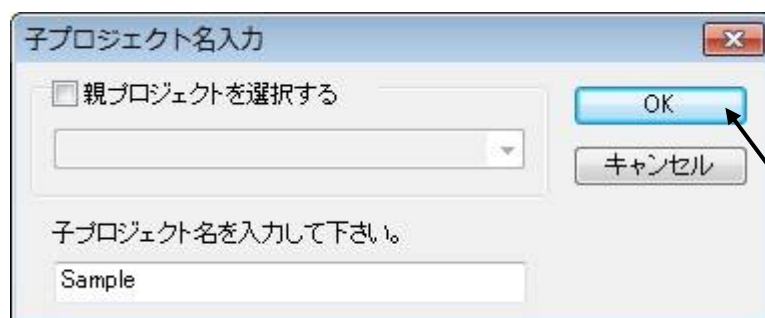 子プロジェクト名入力
親プロジェクトを選択する
OK
キャンセル
子プロジェクト名を入力して下さい。
Sample